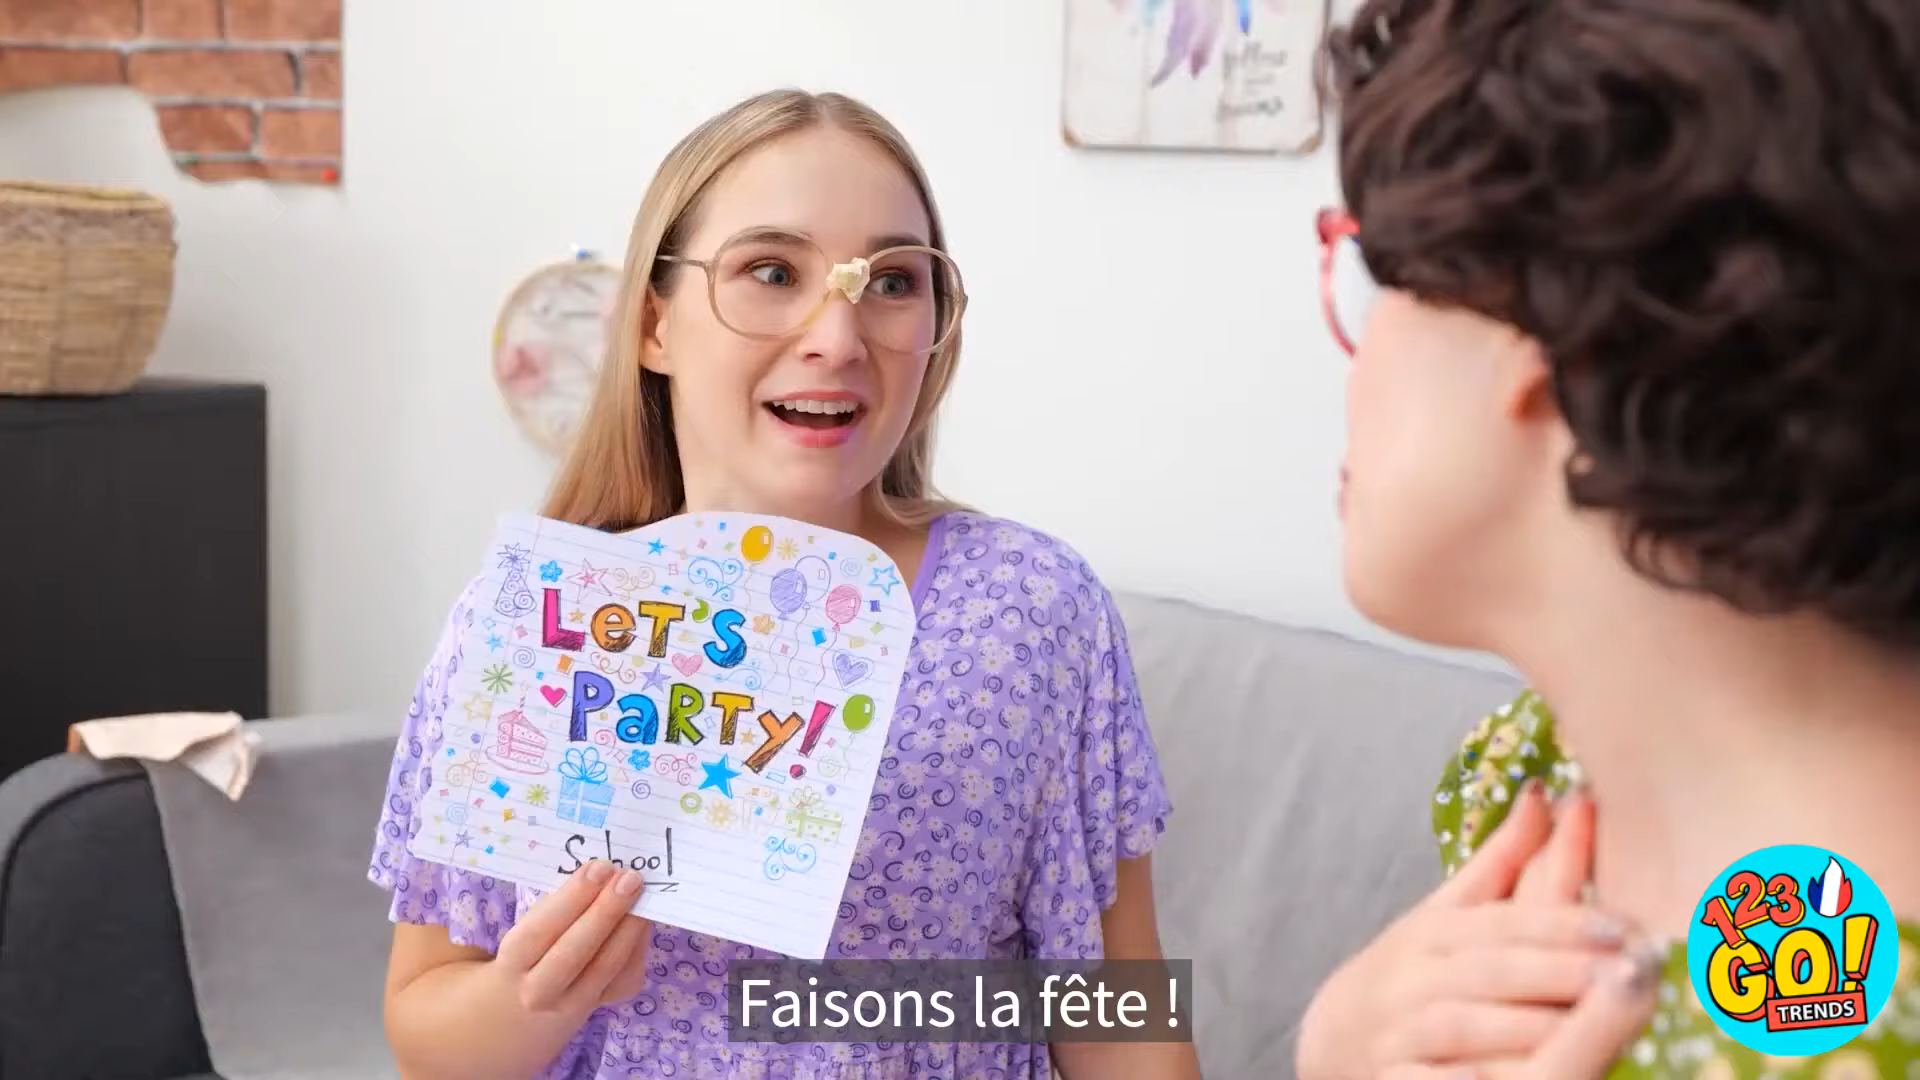 LeT's
PaRTy!
School
Faisons la fête !
123
GO!
TRENDS